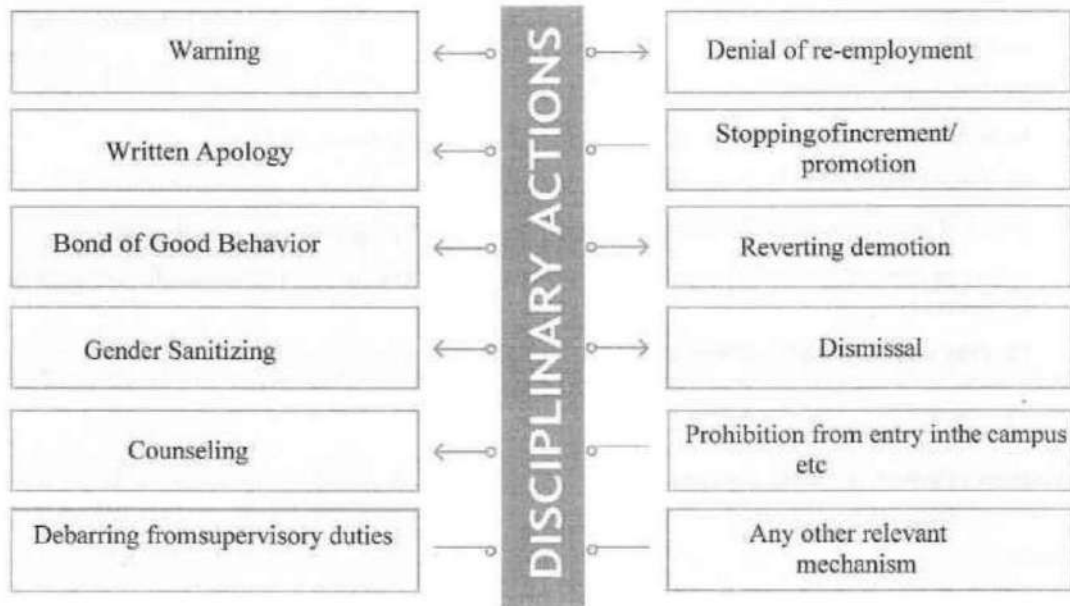 Warning
Written Apology
Bond of Good Behavior
Gender Sanitizing
Counseling
Debarring fromsupervisory duties
DISCIPLINARY ACTIONS
Denial of re-employment
Stoppingofincrement/
promotion
Reverting demotion
Dismissal
Prohibition from entry inthe campus
etc
Any other relevant
mechanism